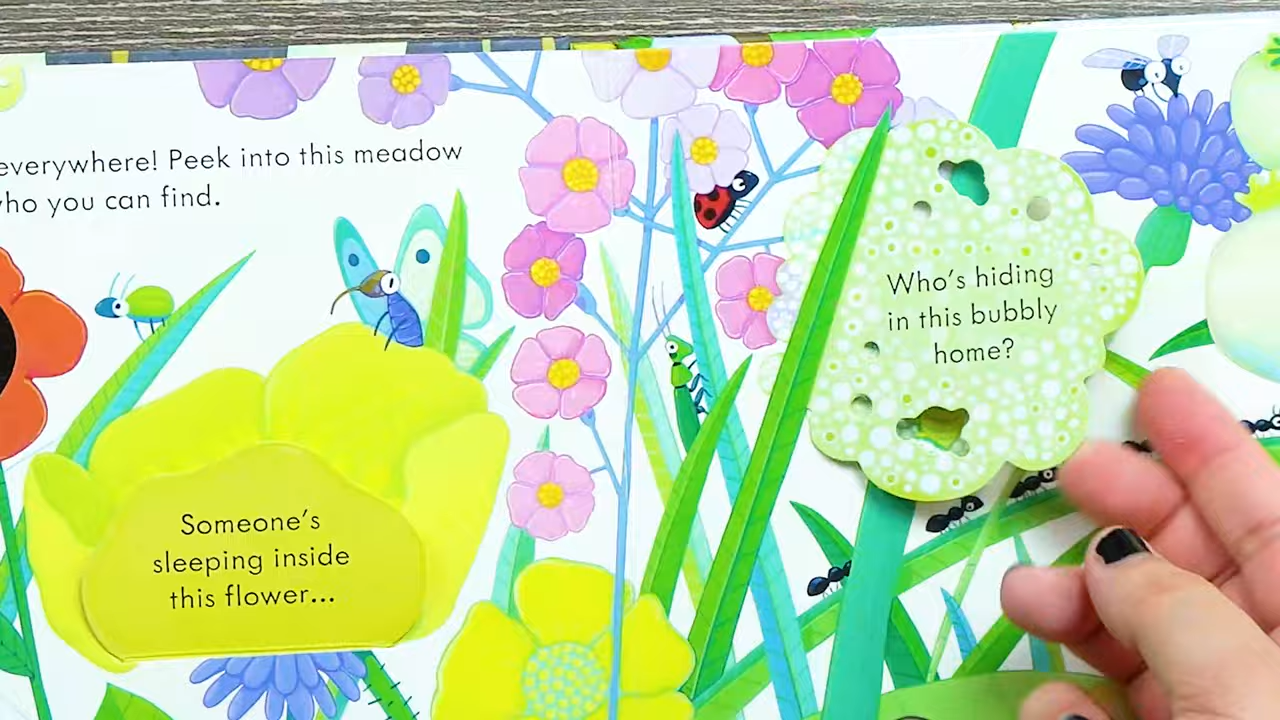 everywhere! Peek into this meadow
who you can find.
Who's hiding
in this bubbly
home?
Someone's
sleeping inside
this flower...